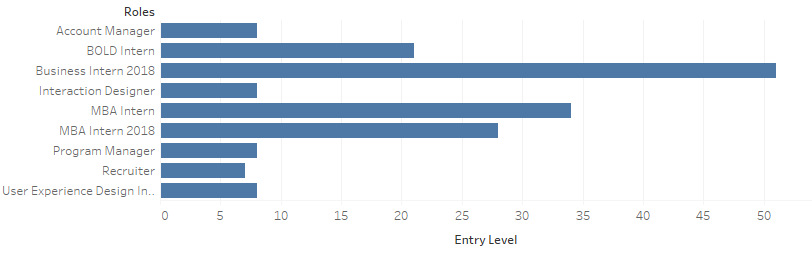 Roles
Account Manager
BOLD Intern
Business Intern 2018
Interaction Designer
MBA Intern
MBA Intern 2018
Program Manager
Recruiter
User Experience Design In..
0 5 10 15 20 25 30 35 40 45 50
Entry Level